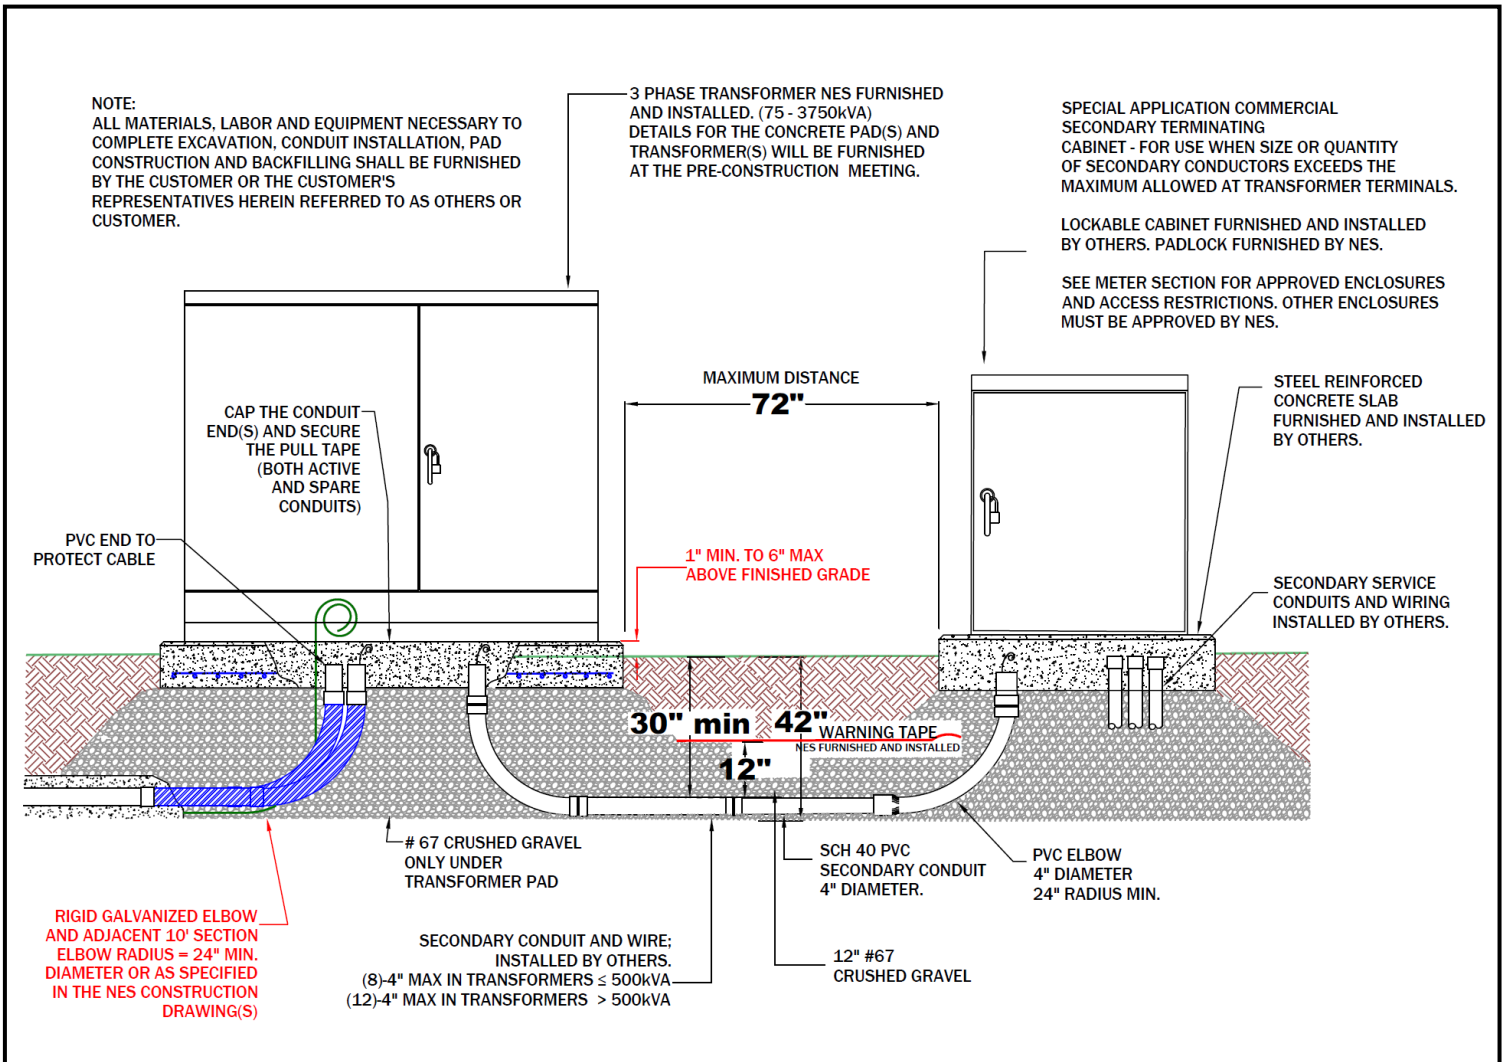 NOTE:
ALL MATERIALS, LABOR AND EQUIPMENT NECESSARY TO
COMPLETE EXCAVATION, CONDUIT INSTALLATION, PAD
CONSTRUCTION AND BACKFILLING SHALL BE FURNISHED
BY THE CUSTOMER OR THE CUSTOMER'S
REPRESENTATIVES HEREIN REFERRED TO AS OTHERS OR
CUSTOMER.
3 PHASE TRANSFORMER NES FURNISHED
AND INSTALLED. (75 - 3750kVA)
DETAILS FOR THE CONCRETE PAD(S) AND
TRANSFORMER(S) WILL BE FURNISHED
AT THE PRE-CONSTRUCTION MEETING.
SPECIAL APPLICATION COMMERCIAL
SECONDARY TERMINATING
CABINET - FOR USE WHEN SIZE OR QUANTITY
OF SECONDARY CONDUCTORS EXCEEDS THE
MAXIMUM ALLOWED AT TRANSFORMER TERMINALS.
LOCKABLE CABINET FURNISHED AND INSTALLED
BY OTHERS. PADLOCK FURNISHED BY NES.
SEE METER SECTION FOR APPROVED ENCLOSURES
AND ACCESS RESTRICTIONS. OTHER ENCLOSURES
MUST BE APPROVED BY NES.
MAXIMUM DISTANCE
72"
STEEL REINFORCED
CONCRETE SLAB
FURNISHED AND INSTALLED
BY OTHERS.
CAP THE CONDUIT
END(S) AND SECURE
THE PULL TAPE
(BOTH ACTIVE
AND SPARE
CONDUITS)
PVC END TO
PROTECT CABLE
1" MIN. TO 6" MAX
ABOVE FINISHED GRADE
SECONDARY SERVICE
CONDUITS AND WIRING
INSTALLED BY OTHERS.
30" min
42"
WARNING TAPE
NES FURNISHED AND INSTALLED
12"
# 67 CRUSHED GRAVEL
ONLY UNDER
TRANSFORMER PAD
SCH 40 PVC
SECONDARY CONDUIT
4" DIAMETER.
PVC ELBOW
4" DIAMETER
24" RADIUS MIN.
RIGID GALVANIZED ELBOW
AND ADJACENT 10' SECTION
ELBOW RADIUS = 24" MIN.
DIAMETER OR AS SPECIFIED
IN THE NES CONSTRUCTION
DRAWING(S)
SECONDARY CONDUIT AND WIRE;
INSTALLED BY OTHERS.
(8)-4" MAX IN TRANSFORMERS ≤ 500kVA
(12)-4" MAX IN TRANSFORMERS > 500kVA
12" #67
CRUSHED GRAVEL